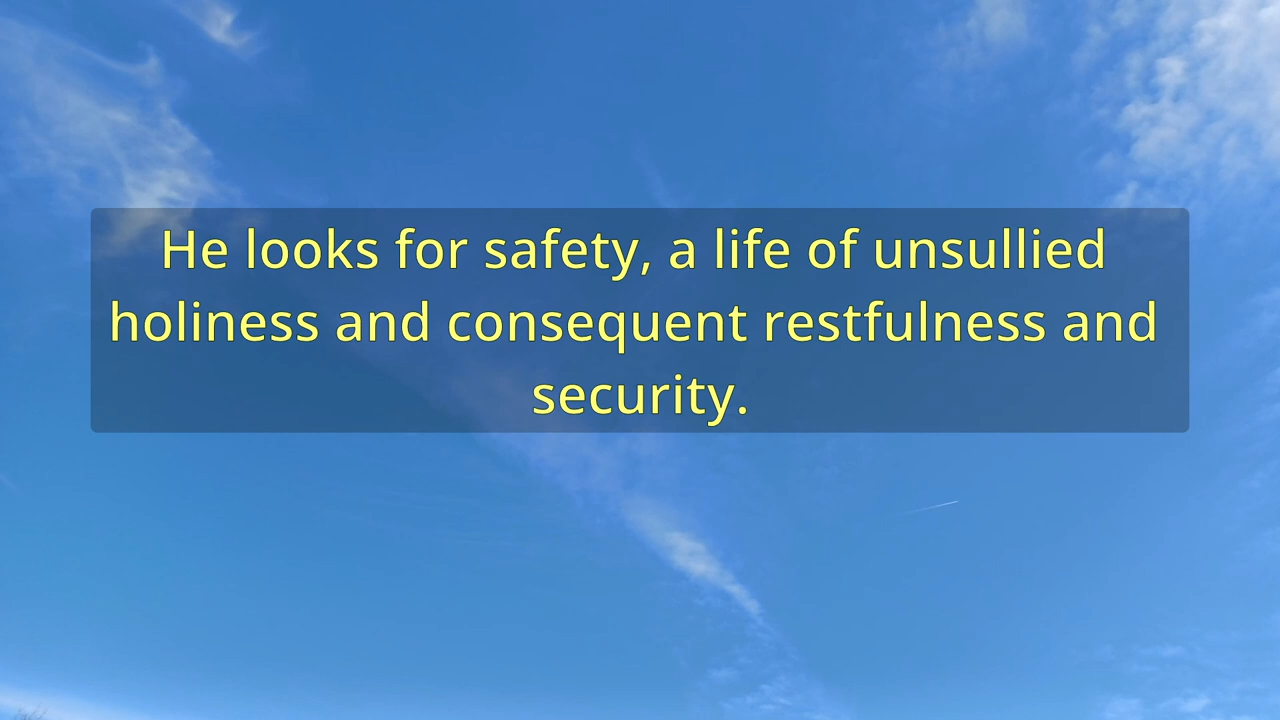 He looks for safety, a life of unsullied
holiness and consequent restfulness and
security.